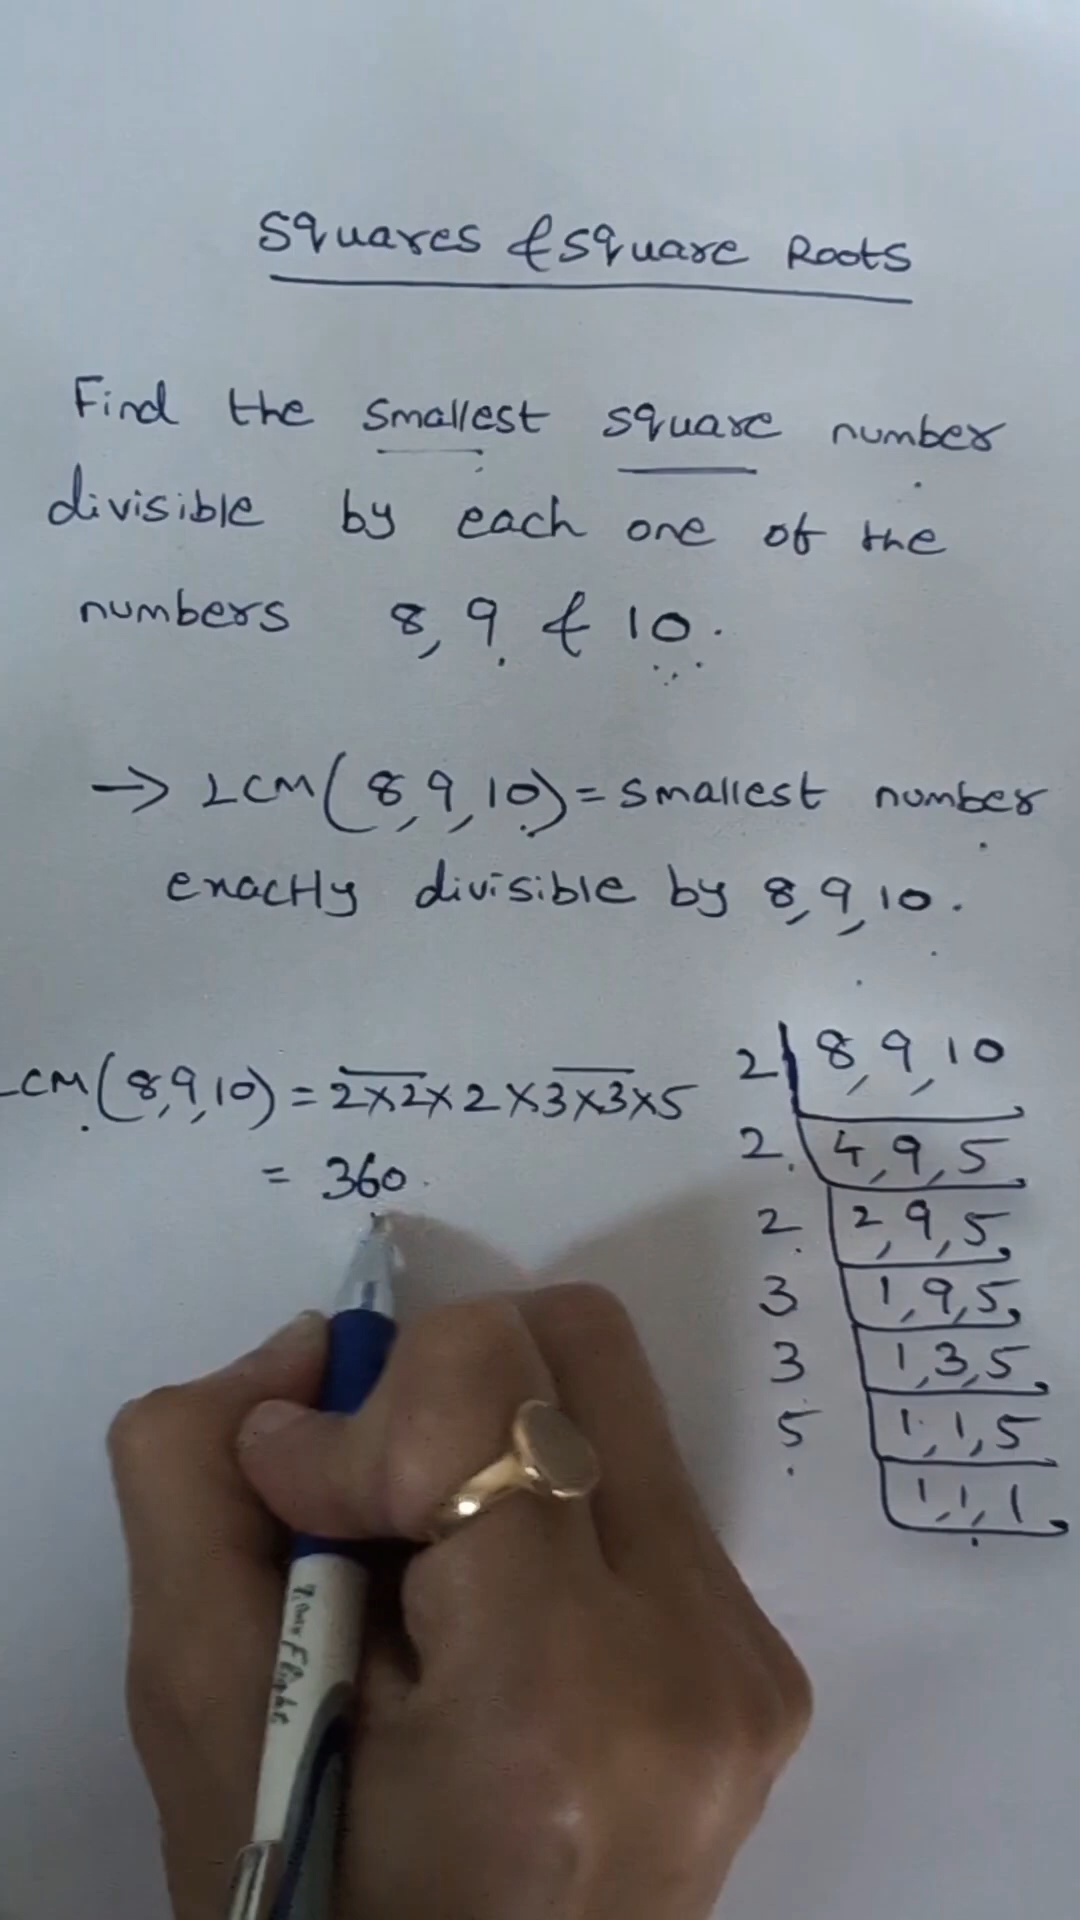 Squares & square Roots
Find the smallest square number
divisible by each one of the
numbers 8, 9 & 10.
→ LCM(8,9,10) = smallest number
exactly divisible by 8,9,10.
LCM(8,9,10) = 2×2×2×3×3×5
= 360.
2 8,9,10
2 4,9,5
2 2,9,5
3 1,9,5
3 1,3,5
5 1,1,5
1,1,1